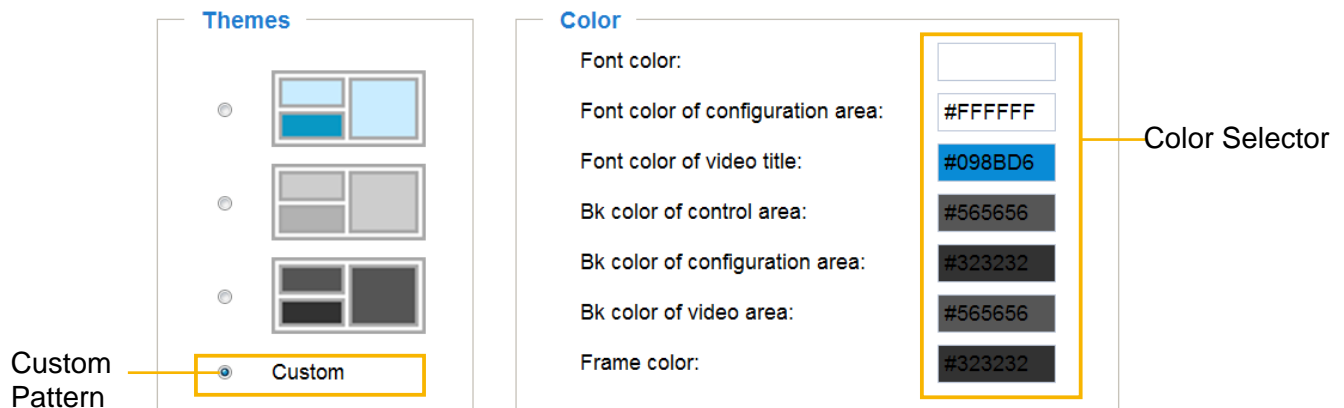 Themes
Color
Font color:
Font color of configuration area: #FFFFFF
Font color of video title: #098BD6
Bk color of control area: #565656
Bk color of configuration area: #323232
Bk color of video area: #565656
Frame color: #323232
Custom
Color Selector
Custom
Pattern